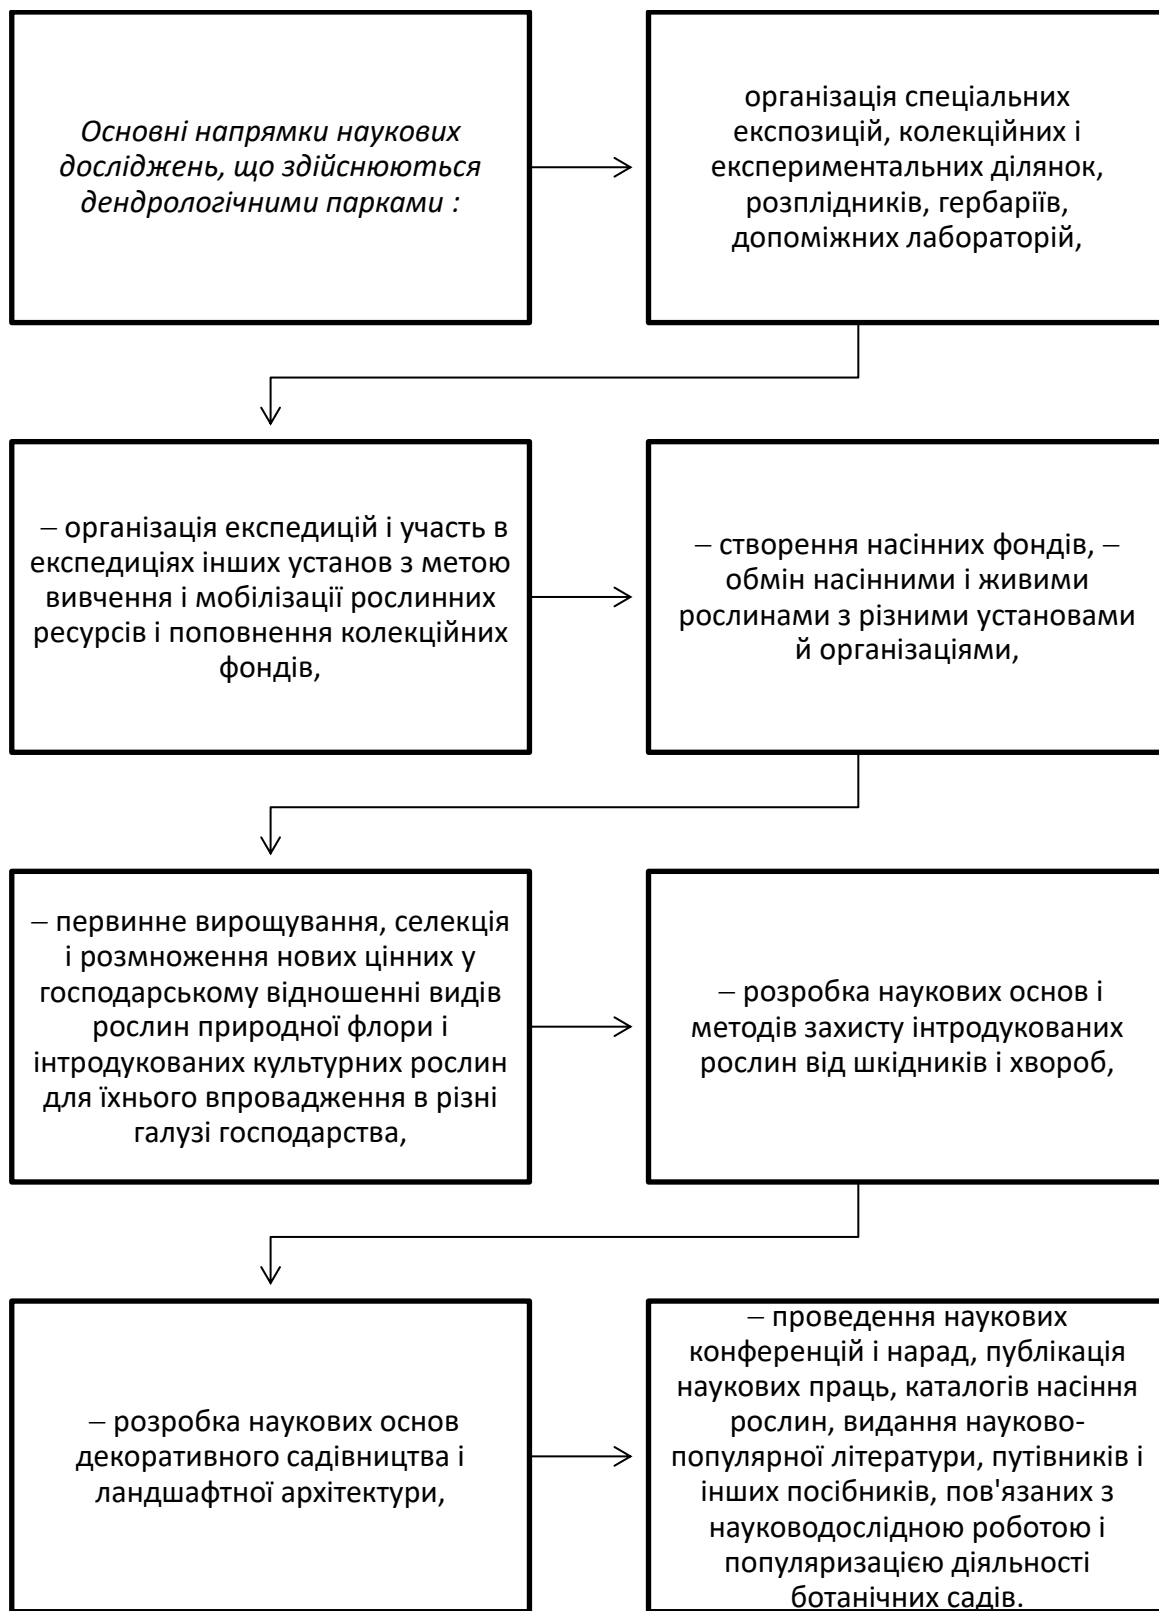 Основні напрямки наукових
досліджень, що здійснюються
дендрологічними парками :
організація спеціальних
експозицій, колекційних і
експериментальних ділянок,
розплідників, гербаріїв,
допоміжних лабораторій,
– організація експедицій і участь в
експедиціях інших установ з метою
вивчення і мобілізації рослинних
ресурсів і поповнення колекційних
фондів,
– створення насінних фондів, –
обмін насінними і живими
рослинами з різними установами
й організаціями,
– первинне вирощування, селекція
і розмноження нових цінних у
господарському відношенні видів
рослин природної флори і
інтродукованих культурних рослин
для їхнього впровадження в різні
галузі господарства,
– розробка наукових основ і
методів захисту інтродукованих
рослин від шкідників і хвороб,
– розробка наукових основ
декоративного садівництва і
ландшафтної архітектури,
– проведення наукових
конференцій і нарад, публікація
наукових праць, каталогів насіння
рослин, видання науково-
популярної літератури, путівників і
інших посібників, пов'язаних з
науководослідною роботою і
популяризацією діяльності
ботанічних садів.